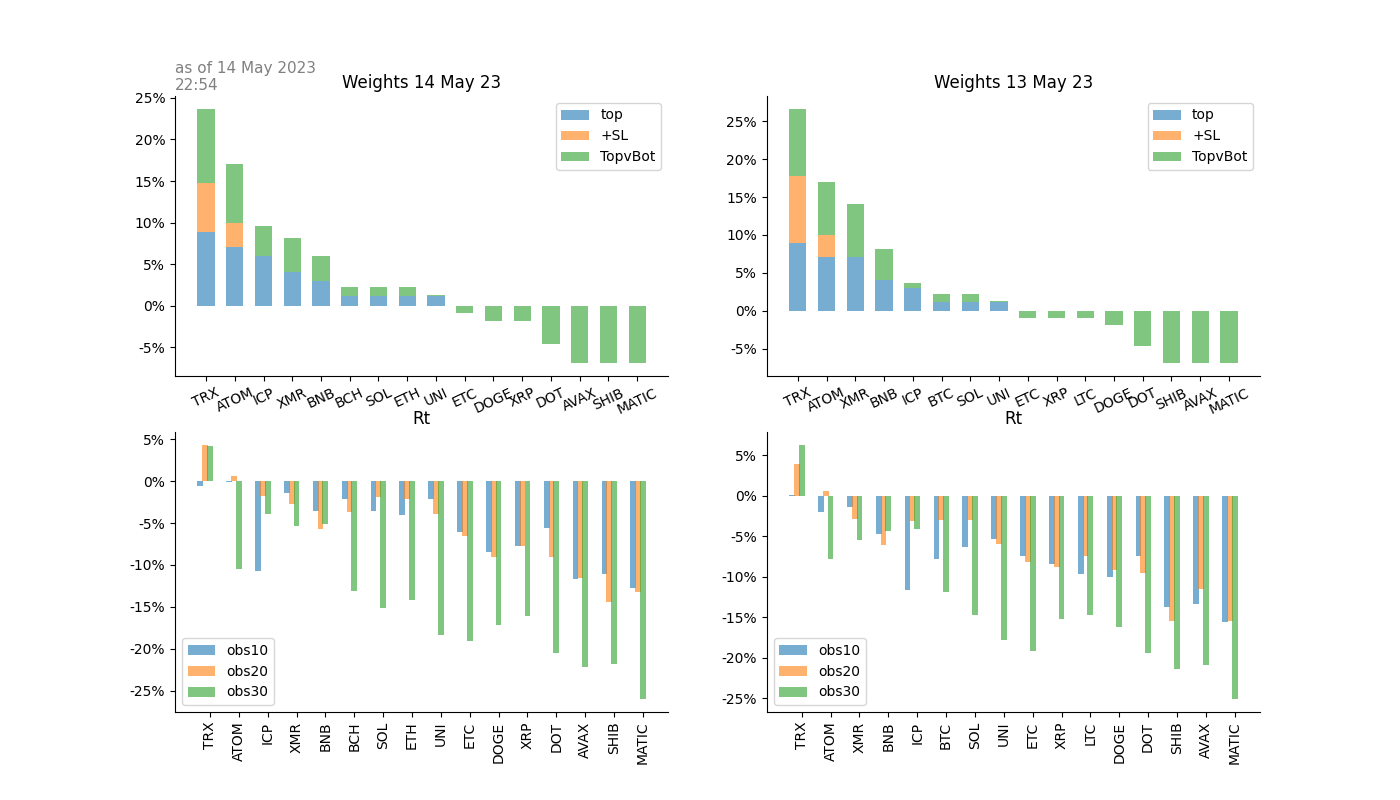 as of 14 May 2023
22:54
Weights 14 May 23
25%
20%
15%
10%
5%
0%
-5%
top
+SL
TopvBot
TRX ATOM ICP XMR BNB BCH SOL ETH UNI ETC DOGE XRP DOT AVAX SHIB MATIC
Weights 13 May 23
25%
20%
15%
10%
5%
0%
-5%
top
+SL
TopvBot
TRX ATOM XMR BNB ICP BTC SOL UNI ETC XRP LTC DOGE DOT SHIB AVAX MATIC
Rt
5%
0%
-5%
-10%
-15%
-20%
-25%
obs10
obs20
obs30
TRX ATOM ICP XMR BNB BCH SOL ETH UNI ETC DOGE XRP DOT AVAX SHIB MATIC
Rt
5%
0%
-5%
-10%
-15%
-20%
-25%
obs10
obs20
obs30
TRX ATOM XMR BNB ICP BTC SOL UNI ETC XRP LTC DOGE DOT SHIB AVAX MATIC